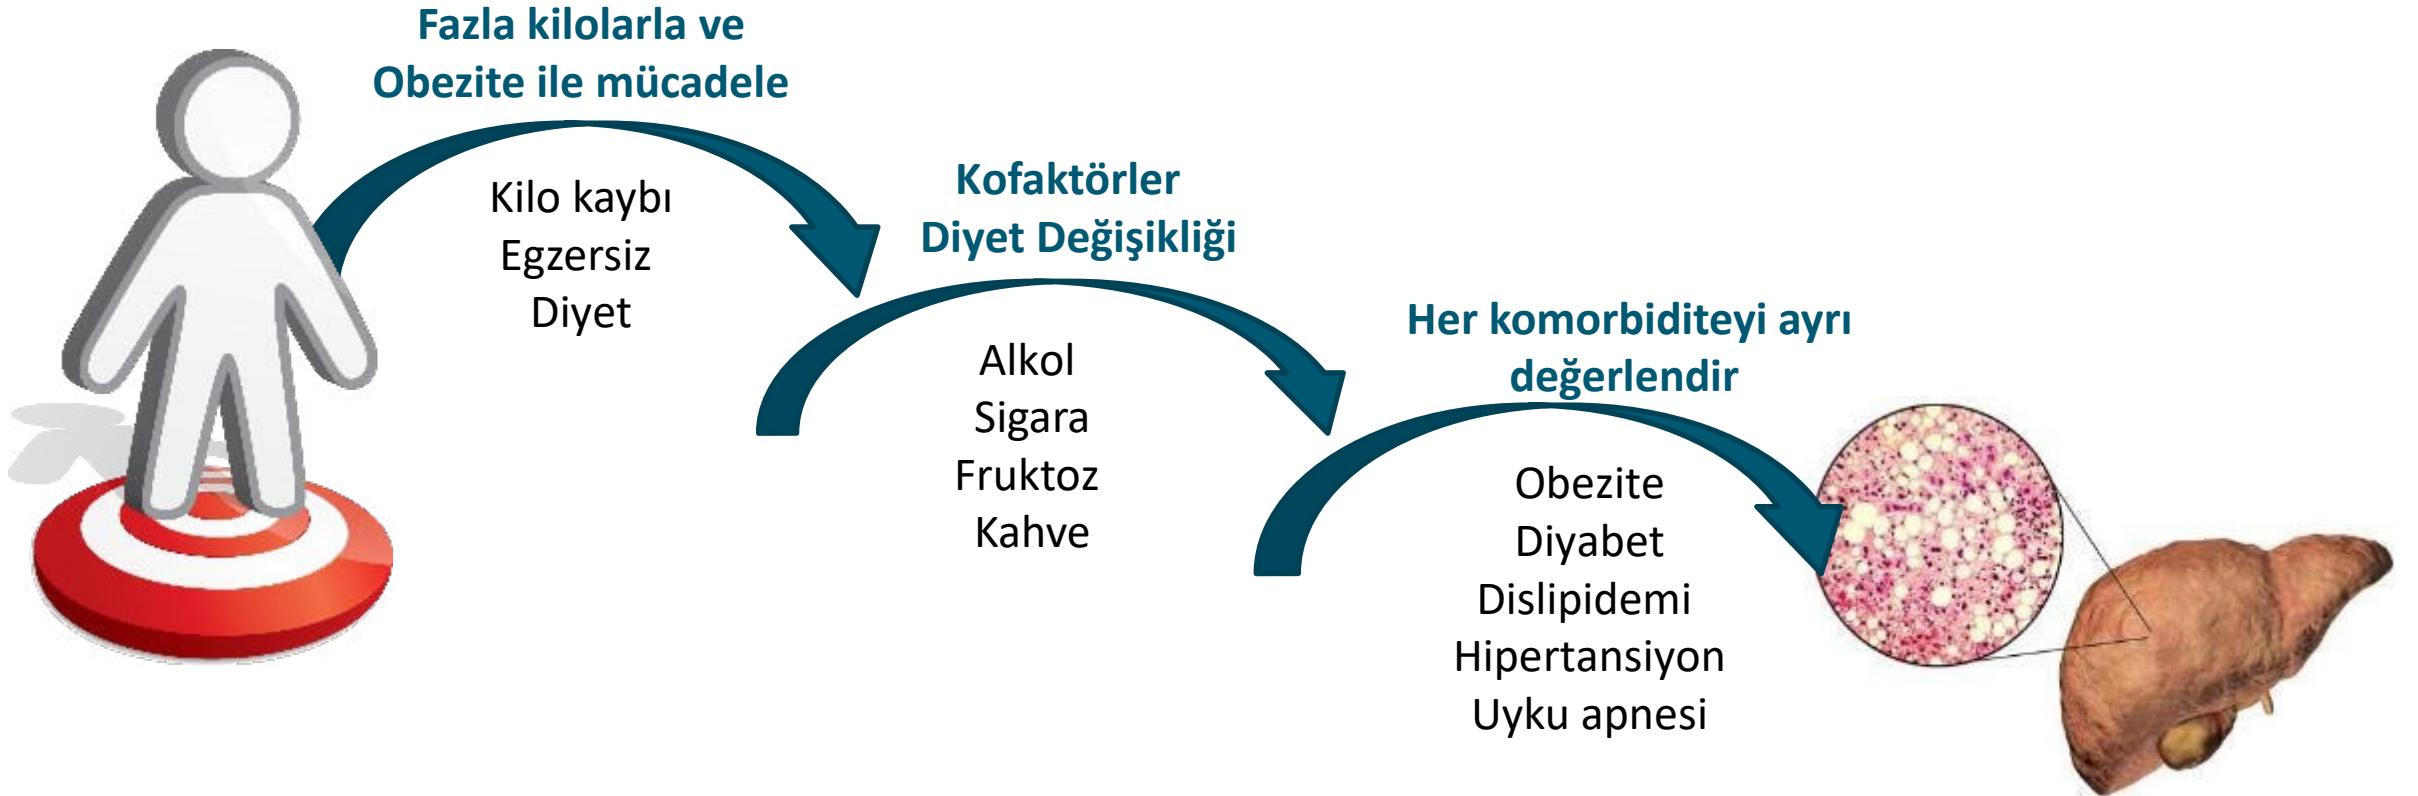 Fazla kilolarla ve
Obezite ile mücadele
Kilo kaybı
Egzersiz
Diyet
Kofaktörler
Diyet Değişikliği
Alkol
Sigara
Fruktoz
Kahve
Her komorbiditeyi ayrı
değerlendir
Obezite
Diyabet
Dislipidemi
Hipertansiyon
Uyku apnesi